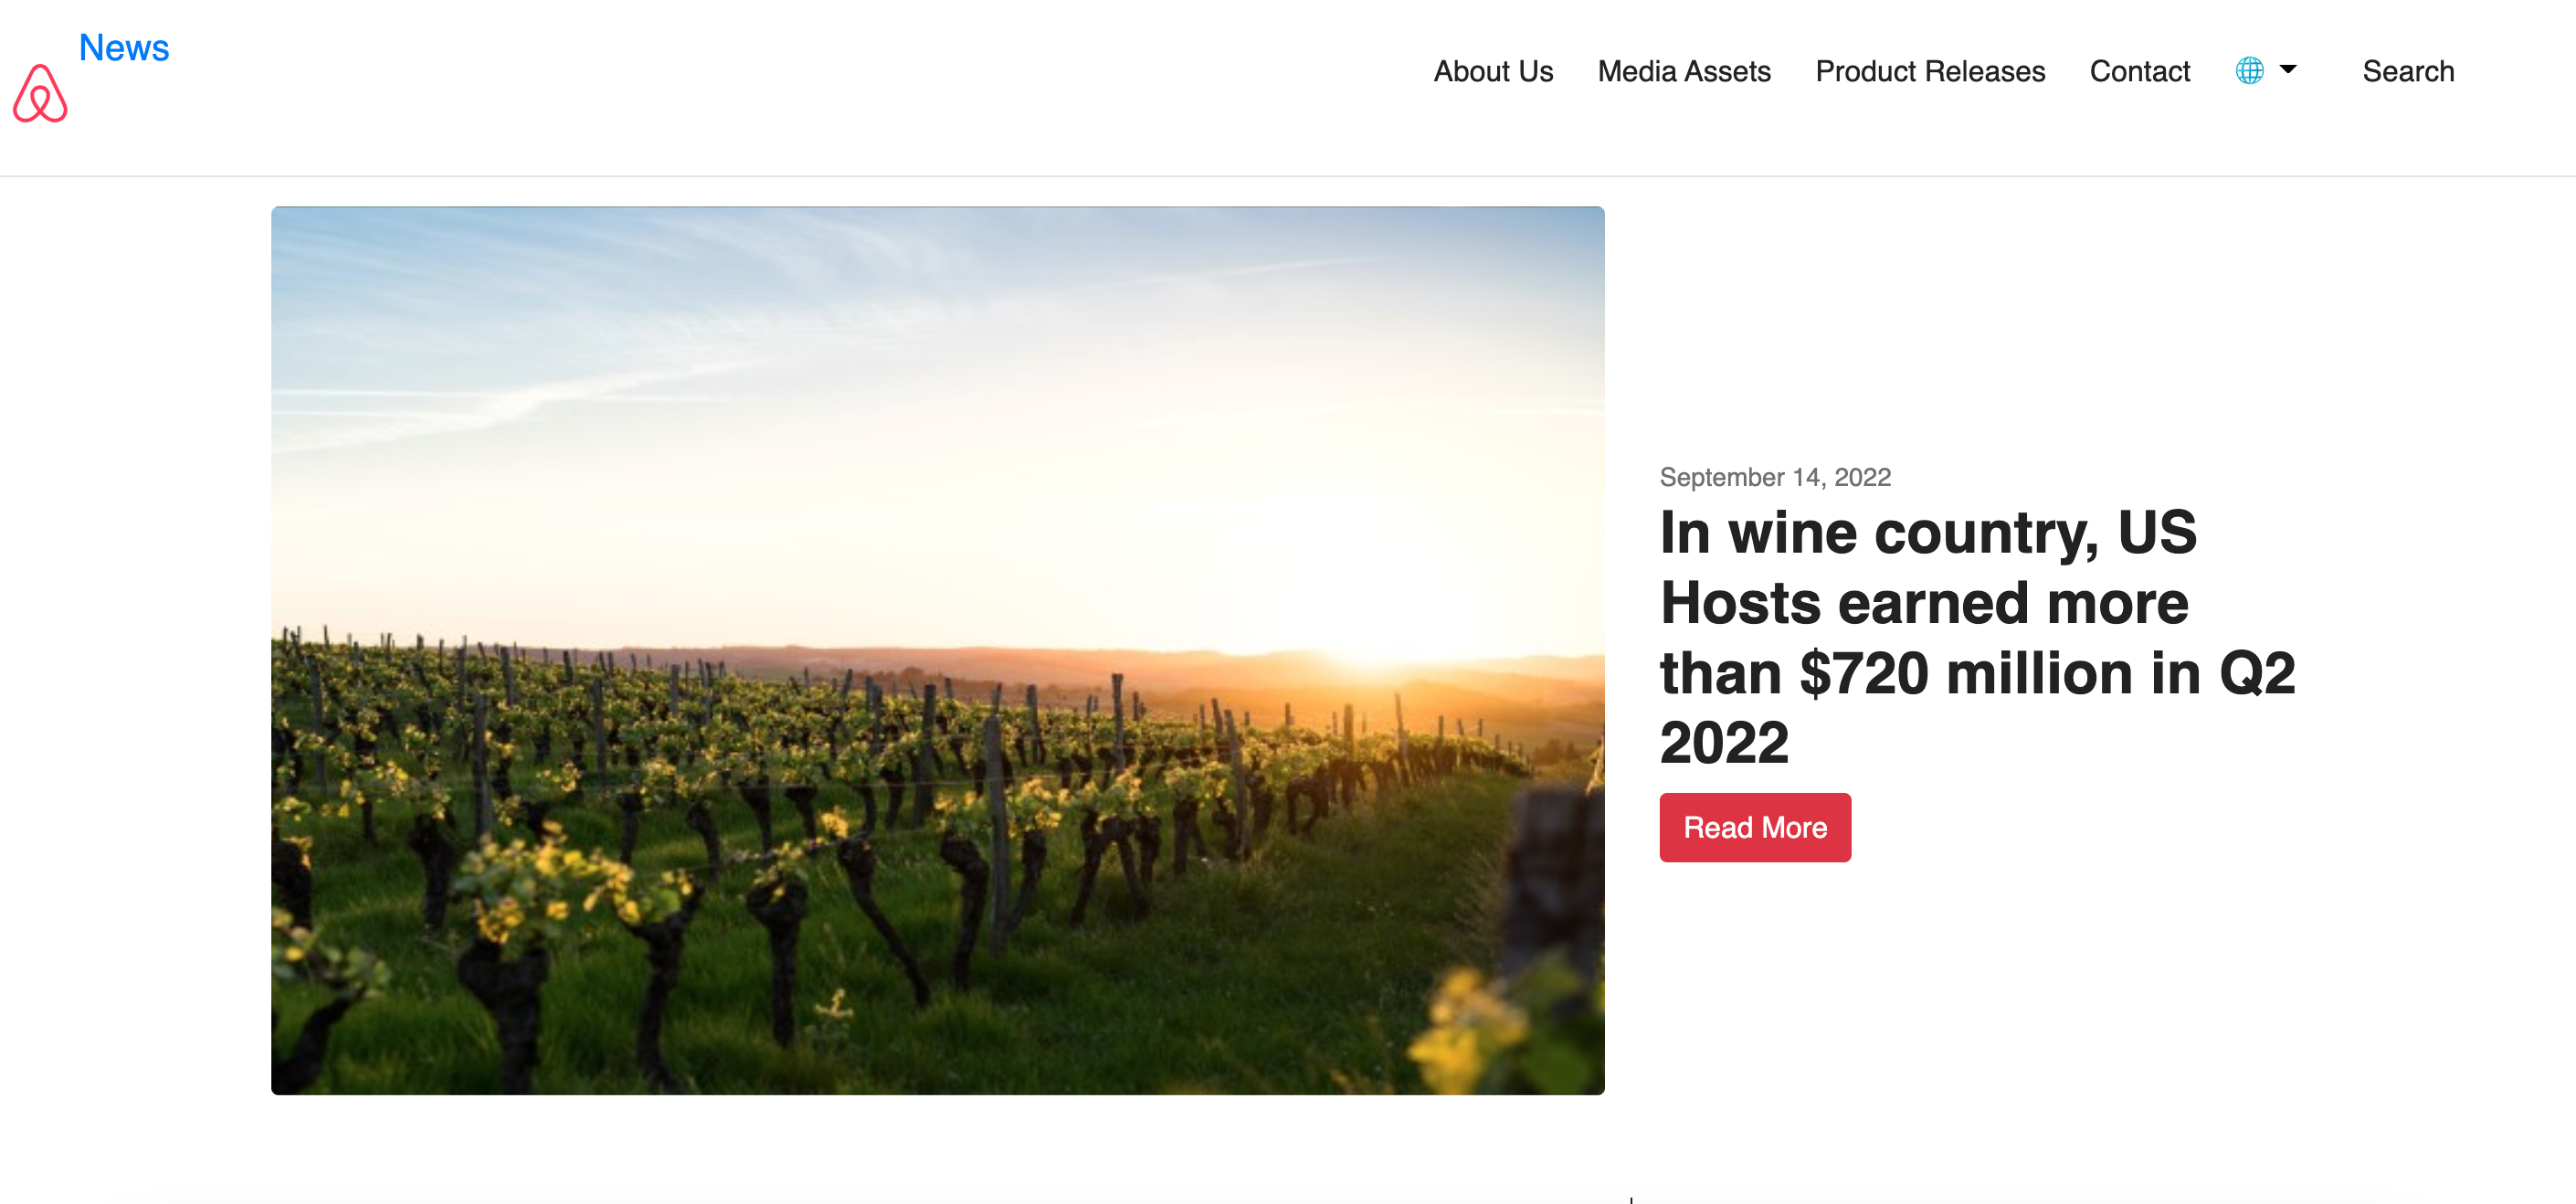 News
About Us Media Assets Product Releases Contact Search
September 14, 2022
In wine country, US
Hosts earned more
than $720 million in Q2
2022
Read More